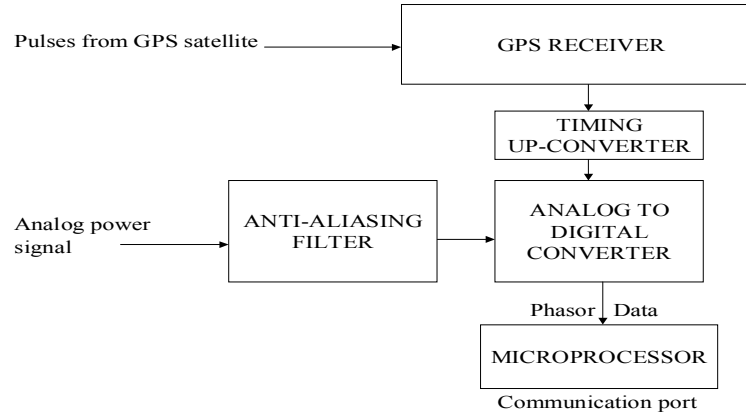 Pulses from GPS satellite
GPS RECEIVER
TIMING
UP-CONVERTER
Analog power
signal
ANTI-ALIASING
FILTER
ANALOG TO
DIGITAL
CONVERTER
Phasor Data
MICROPROCESSOR
Communication port